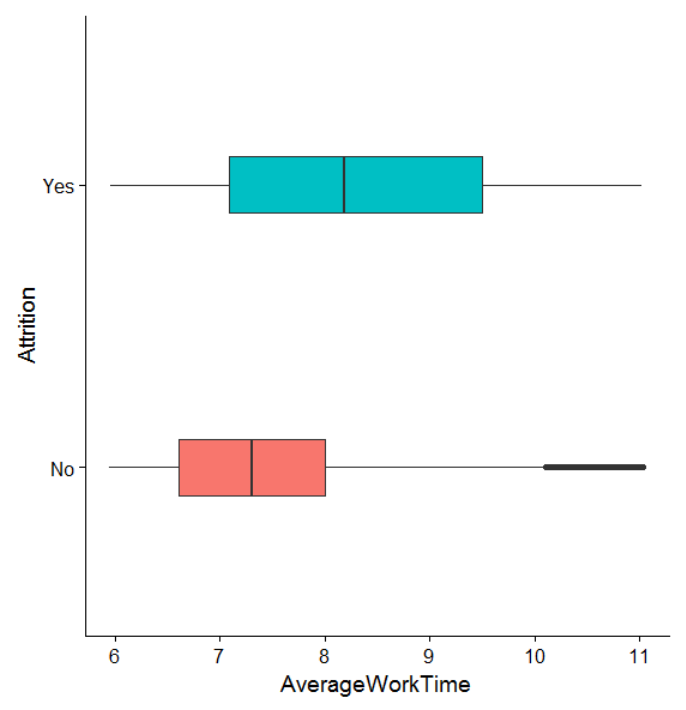 Yes
Attrition
No
6 7 8 9 10 11
AverageWorkTime